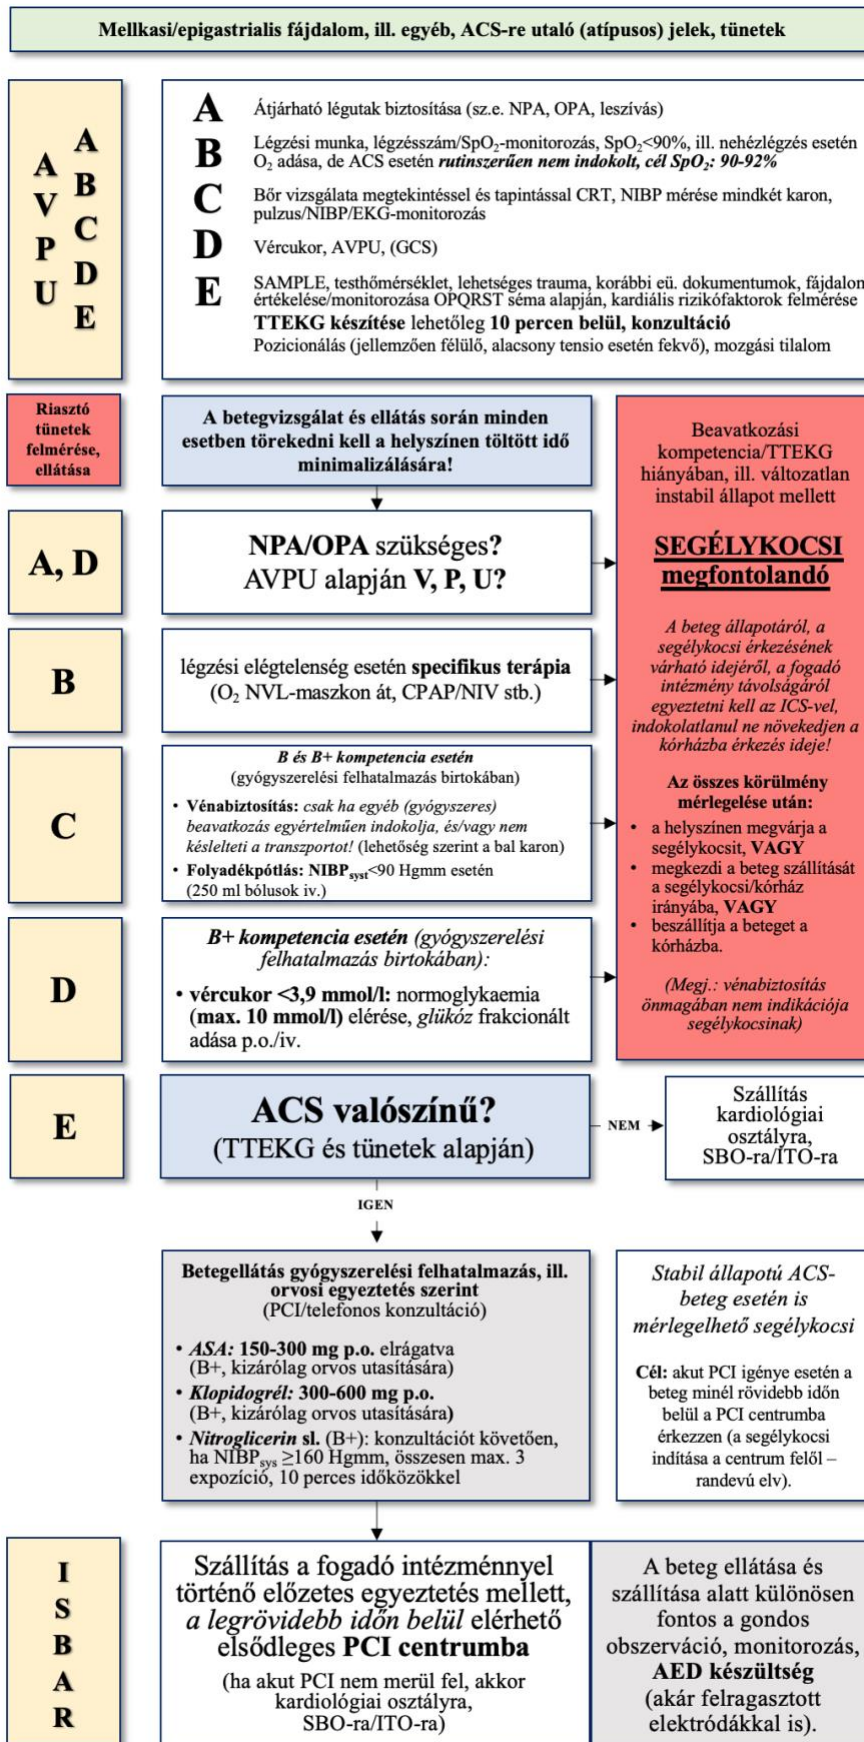 Mellkasi/epigastrialis fájdalom, ill. egyéb, ACS-re utaló (atípusos) jelek, tünetek
A
V
P
U
A
B
C
D
E
A Átjárható légutak biztosítása (sz.e. NPA, OPA, leszívás)
B Légzési munka, légzésszám/SpO₂-monitorozás, SpO₂<90%, ill. nehézlégzés esetén
O₂ adása, de ACS esetén rutinszerűen nem indokolt, cél SpO₂: 90-92%
C Bőr vizsgálata megtekintéssel és tapintással CRT, NIBP mérése mindkét karon,
pulzus/NIBP/EKG-monitorozás
D Vércukor, AVPU, (GCS)
E SAMPLE, testhőmérséklet, lehetséges trauma, korábbi eü. dokumentumok, fájdalom
értékelése/monitorozása OPQRST séma alapján, kardiális rizikófaktorok felmérése
TTEKG készítése lehetőleg 10 percen belül, konzultáció
Pozicionálás (jellemzően félülő, alacsony tensio esetén fekvő), mozgási tilalom
Riasztó
tünetek
felmérése,
ellátása
A betegvizsgálat és ellátás során minden
esetben törekedni kell a helyszínen töltött idő
minimalizálására!
A, D
NPA/OPA szükséges?
AVPU alapján V, P, U?
B
légzési elégtelenség esetén specifikus terápia
(O₂ NVL-maszkon át, CPAP/NIV stb.)
C
B és B+ kompetencia esetén
(gyógyszerelési felhatalmazás birtokában)
• Vénabiztosítás: csak ha egyéb (gyógyszeres)
beavatkozás egyértelműen indokolja, és/vagy nem
késlelteti a transzportot! (lehetőség szerint a bal karon)
• Folyadékpótlás: NIBPsyst<90 Hgmm esetén
(250 ml bólusok iv.)
D
B+ kompetencia esetén (gyógyszerelési
felhatalmazás birtokában):
• vércukor <3,9 mmol/l: normoglykaemia
(max. 10 mmol/l) elérése, glükóz frakcionált
adása p.o./iv.
Beavatkozási
kompetencia/TTEKG
hiányában, ill. változatlan
instabil állapot mellett
SEGÉLYKOCSI
megfontolandó
A beteg állapotáról, a
segélykocsi érkezésének
várható idejéről, a fogadó
intézmény távolságáról
egyeztetni kell az ICS-vel,
indokolatlanul ne növekedjen a
kórházba érkezés ideje!
Az összes körülmény
mérlegelése után:
• a helyszínen megvárja a
segélykocsit, VAGY
• megkezdi a beteg szállítását
a segélykocsi/kórház
irányába, VAGY
• beszállítja a beteget a
kórházba.
(Megj.: vénabiztosítás
önmagában nem indikációja
segélykocsinak)
E
ACS valószínű?
(TTEKG és tünetek alapján)
NEM
Szállítás
kardiológiai
osztályra,
SBO-ra/ITO-ra
IGEN
Betegellátás gyógyszerelési felhatalmazás, ill.
orvosi egyeztetés szerint
(PCI/telefonos konzultáció)
• ASA: 150-300 mg p.o. elrágatva
(B+, kizárólag orvos utasítására)
• Klopidogrél: 300-600 mg p.o.
(B+, kizárólag orvos utasítására)
• Nitroglicerin sl. (B+): konzultációt követően,
ha NIBPsys ≥160 Hgmm, összesen max. 3
expozíció, 10 perces időközökkel
Stabil állapotú ACS-
beteg esetén is
mérlegelhető segélykocsi
Cél: akut PCI igénye esetén a
beteg minél rövidebb időn
belül a PCI centrumba
érkezzen (a segélykocsi
indítása a centrum felől –
randevú elv).
I
S
B
A
R
Szállítás a fogadó intézménnyel
történő előzetes egyeztetés mellett,
a legrövidebb időn belül elérhető
elsődleges PCI centrumba
(ha akut PCI nem merül fel, akkor
kardiológiai osztályra,
SBO-ra/ITO-ra)
A beteg ellátása és
szállítása alatt különösen
fontos a gondos
obszerváció, monitorozás,
AED készültség
(akár felragasztott
elektródákkal is).